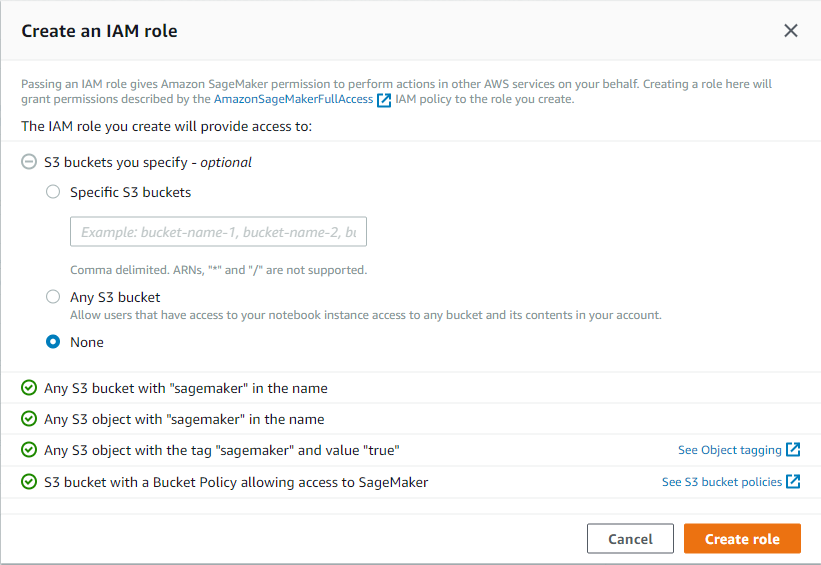 Create an IAM role
Passing an IAM role gives Amazon SageMaker permission to perform actions in other AWS services on your behalf. Creating a role here will
grant permissions described by the AmazonSageMakerFullAccess IAM policy to the role you create.
The IAM role you create will provide access to:
S3 buckets you specify - optional
Specific S3 buckets
Example: bucket-name-1, bucket-name-2, bu
Comma delimited. ARNs, "*" and "/" are not supported.
Any S3 bucket
Allow users that have access to your notebook instance access to any bucket and its contents in your account.
None
Any S3 bucket with "sagemaker" in the name
Any S3 object with "sagemaker" in the name
Any S3 object with the tag "sagemaker" and value "true" See Object tagging
S3 bucket with a Bucket Policy allowing access to SageMaker See S3 bucket policies
Cancel Create role